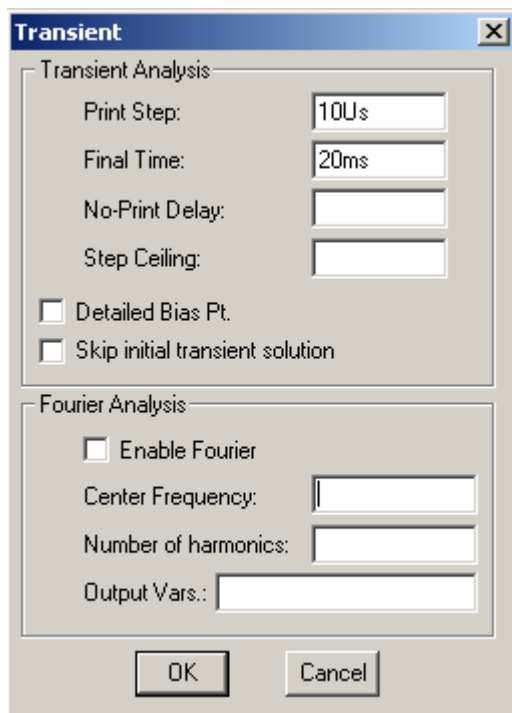 Transient
Transient Analysis
Print Step: 10Us
Final Time: 20ms
No-Print Delay:
Step Ceiling:
Detailed Bias Pt.
Skip initial transient solution
Fourier Analysis
Enable Fourier
Center Frequency:
Number of harmonics:
Output Vars.:
OK Cancel